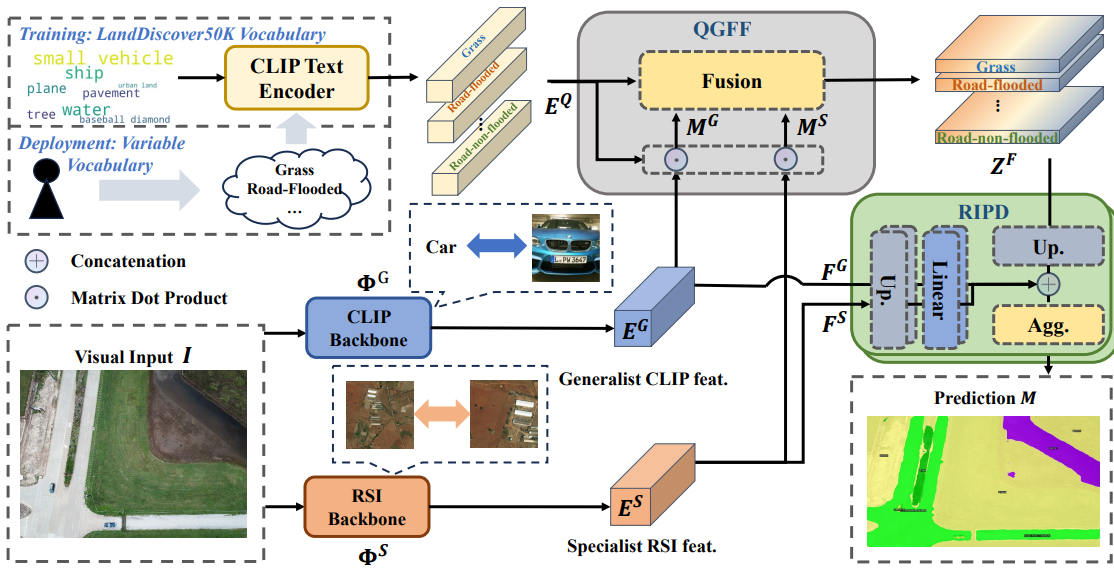 Training: LandDiscover50K Vocabulary
small vehicle
ship
plane
urban land
pavement
tree
water
baseball diamond
CLIP Text
Encoder
Deployment: Variable
Vocabulary
Grass
Road-Flooded
...
Grass
Road-flooded
⋮
Road-non-flooded
E^Q
QGFF
Fusion
M^G
M^S
Grass
Road-flooded
⋮
Road-non-flooded
Z^F
Concatenation
Matrix Dot Product
Car
L·PW 3647
Φ^G
CLIP
Backbone
E^G
Generalist CLIP feat.
F^G
F^S
RIPD
Up.
Linear
Up.
Agg.
Visual Input I
RSI
Backbone
Φ^S
E^S
Specialist RSI feat.
Prediction M